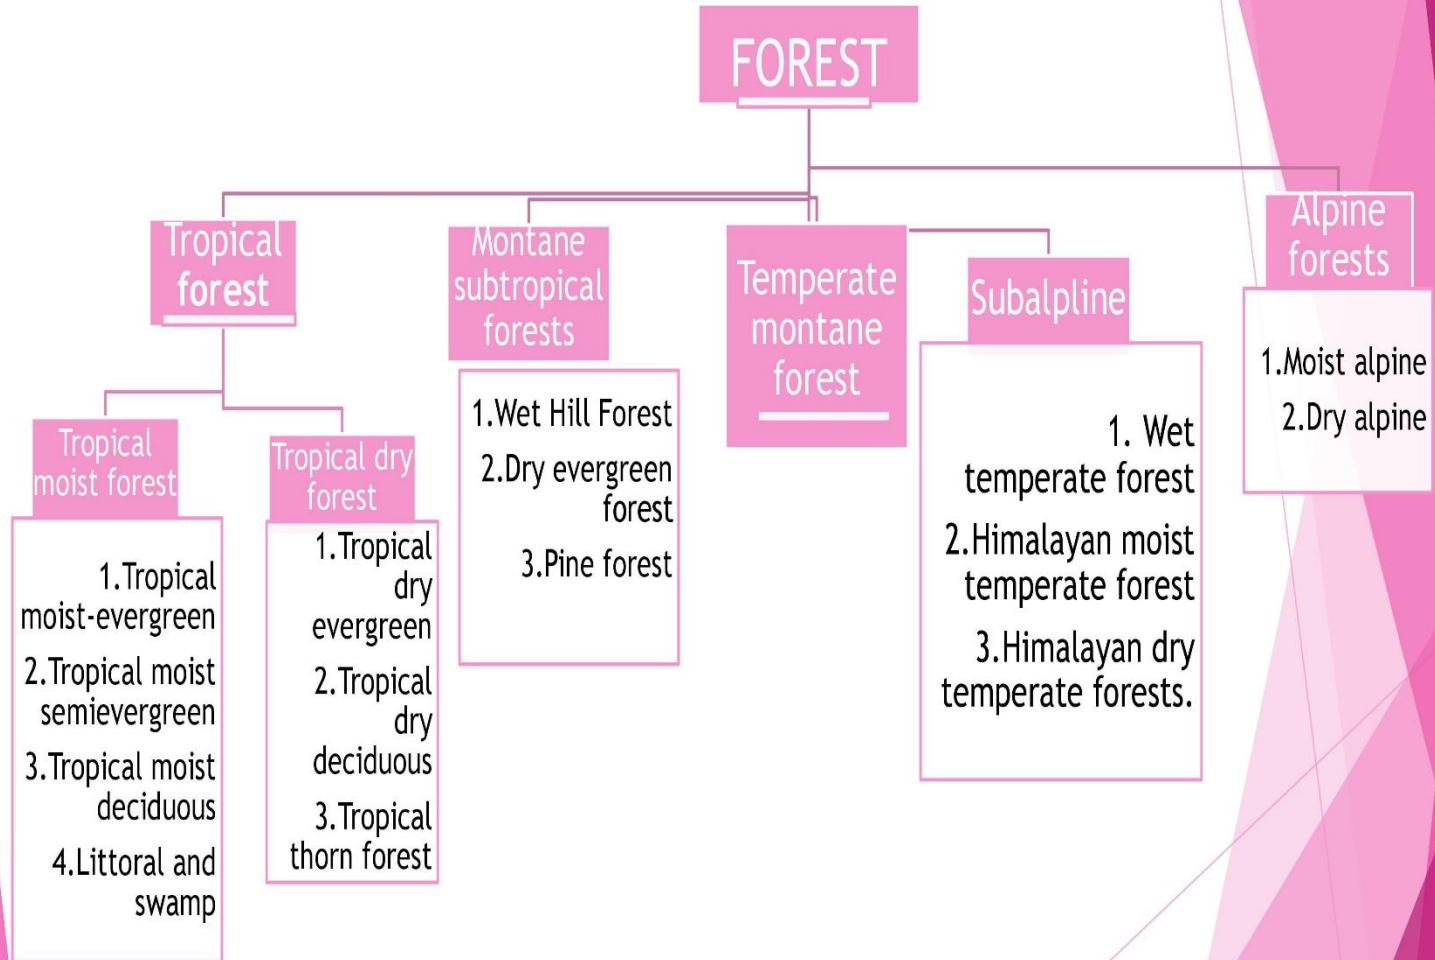 FOREST
Tropical
forest
Tropical
moist forest
1.Tropical
moist-evergreen
2.Tropical moist
semievergreen
3.Tropical moist
deciduous
4.Littoral and
swamp
Tropical dry
forest
1.Tropical
dry
evergreen
2.Tropical
dry
deciduous
3.Tropical
thorn forest
Montane
subtropical
forests
1.Wet Hill Forest
2.Dry evergreen
forest
3.Pine forest
Temperate
montane
forest
Subalpline
1. Wet
temperate forest
2.Himalayan moist
temperate forest
3.Himalayan dry
temperate forests.
Alpine
forests
1.Moist alpine
2.Dry alpine